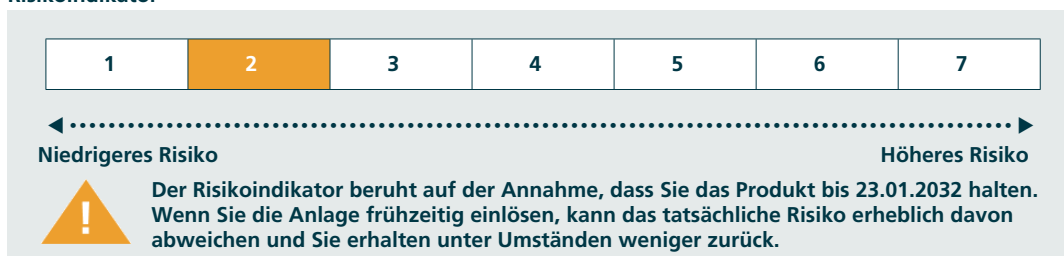 Risikoindikator
1 2 3 4 5 6 7
Niedrigeres Risiko Höheres Risiko
! Der Risikoindikator beruht auf der Annahme, dass Sie das Produkt bis 23.01.2032 halten.
Wenn Sie die Anlage frühzeitig einlösen, kann das tatsächliche Risiko erheblich davon
abweichen und Sie erhalten unter Umständen weniger zurück.